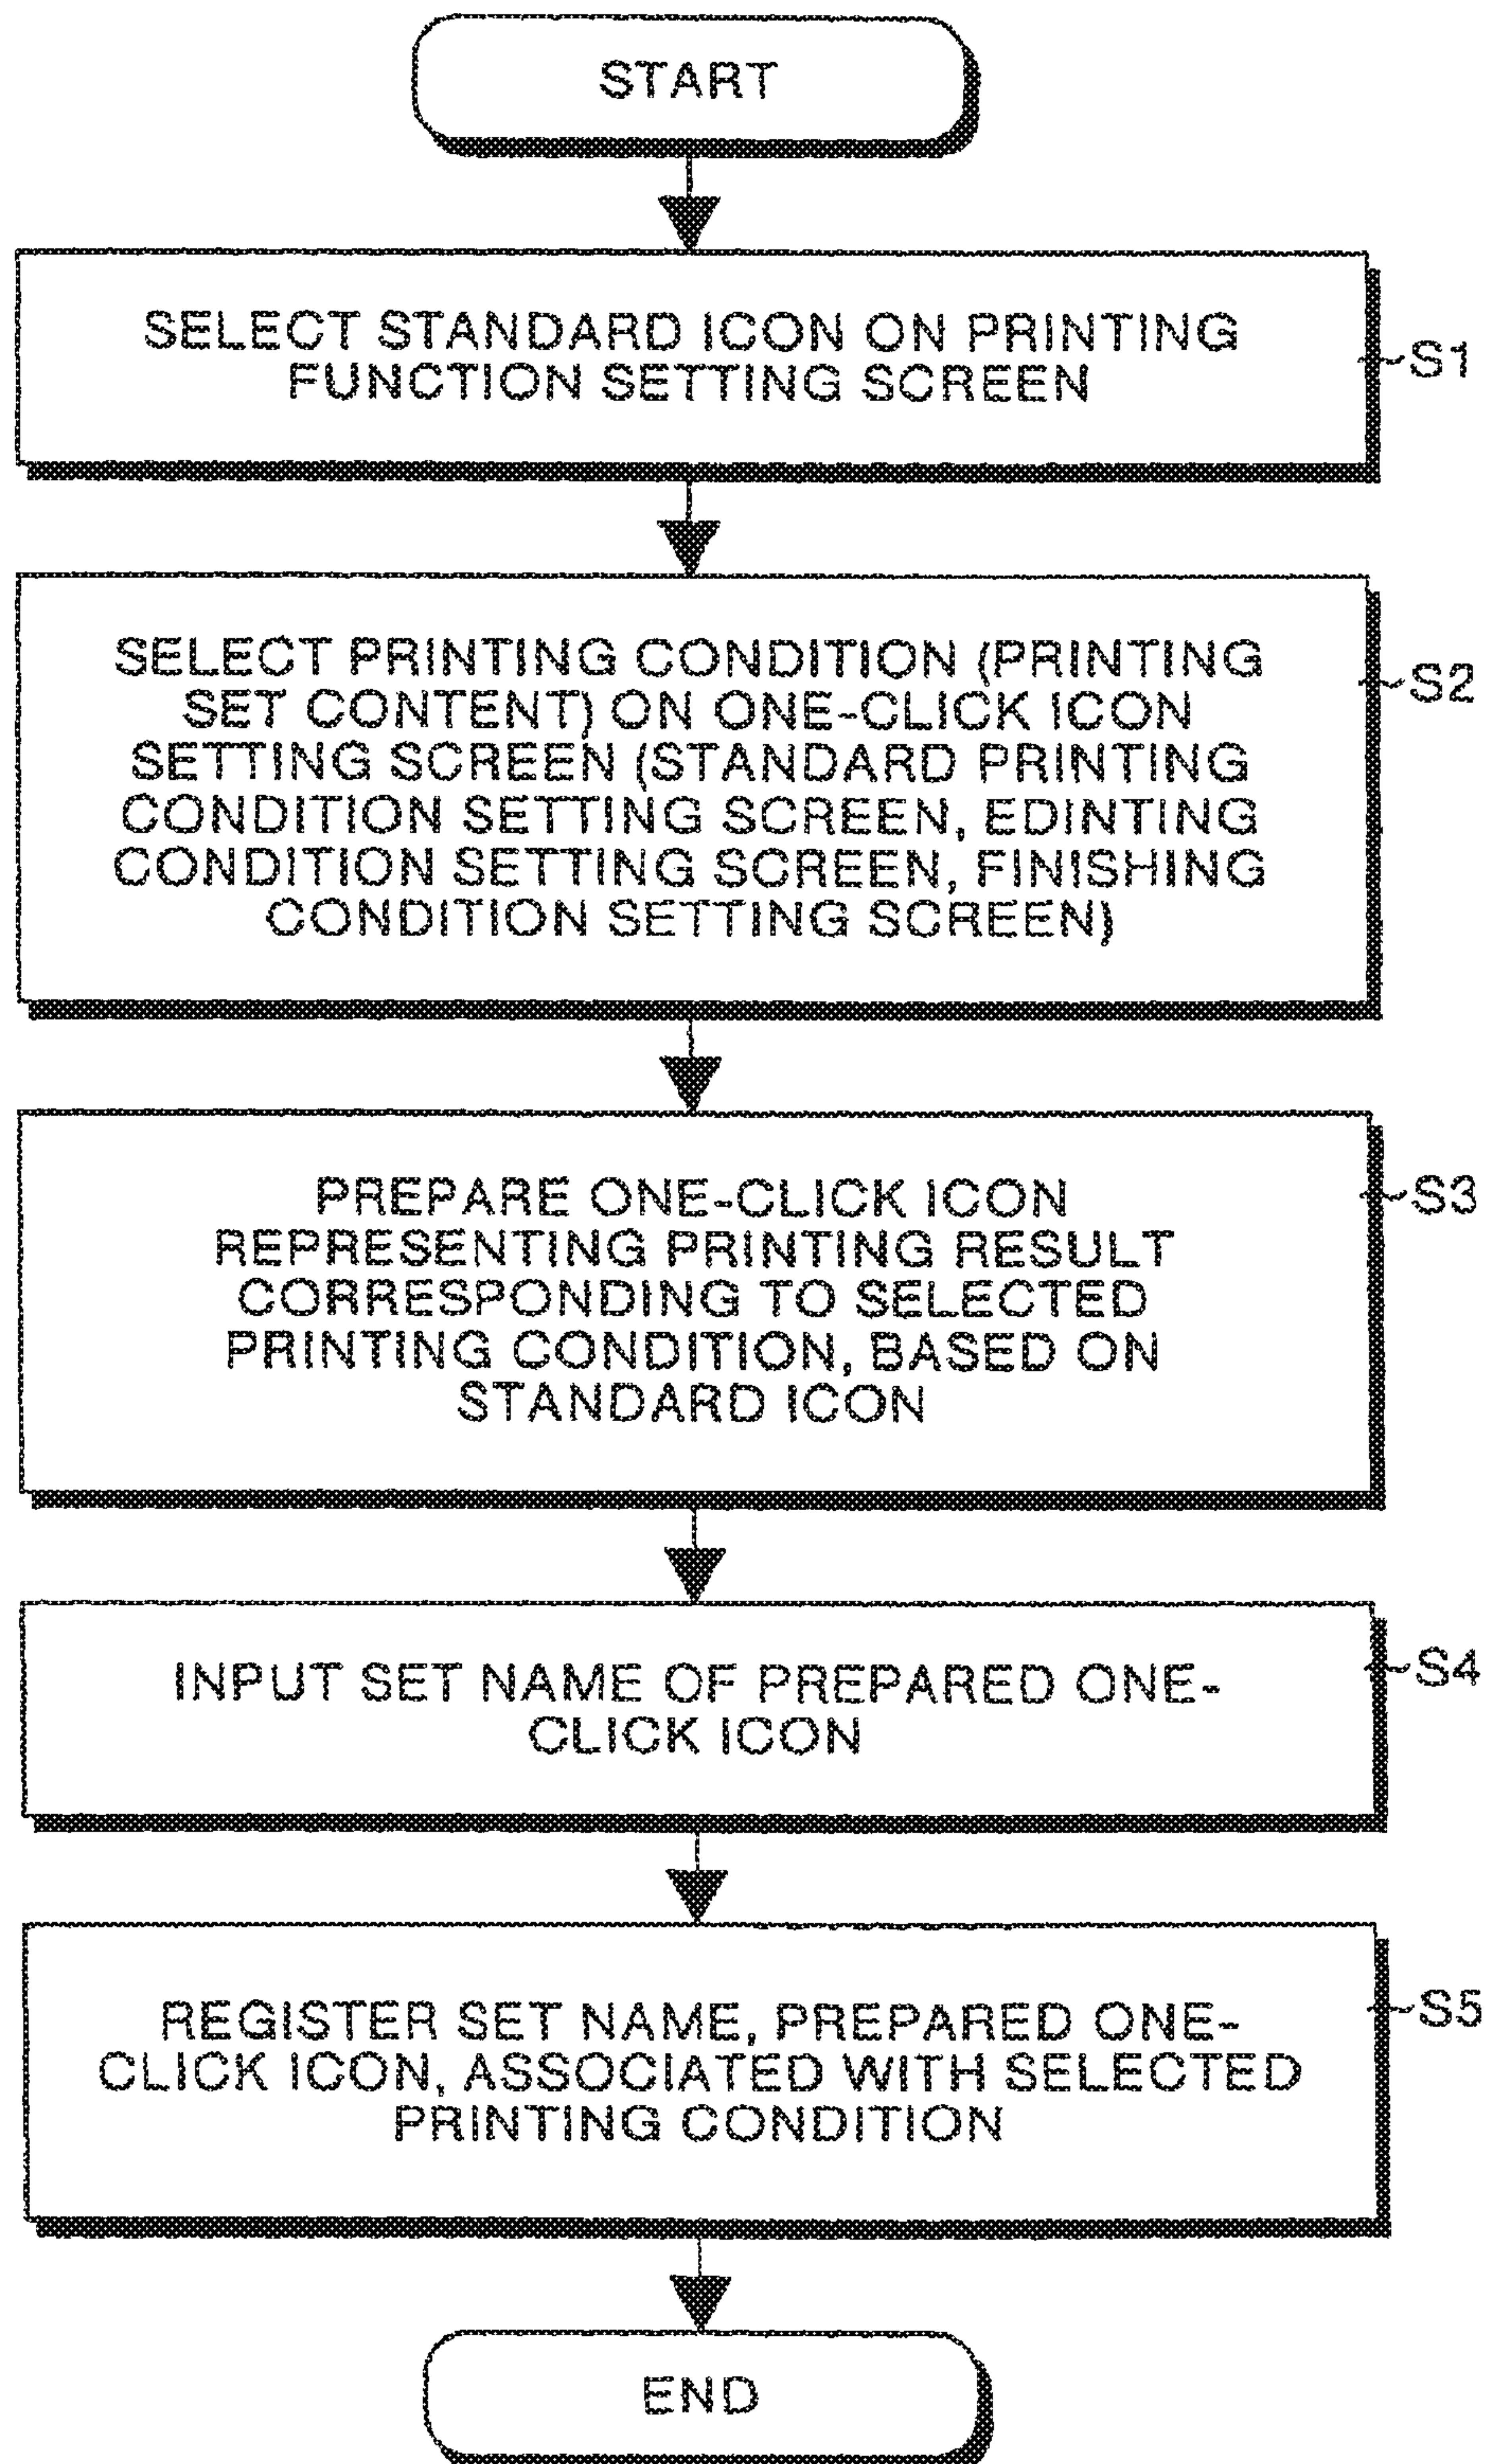 START
SELECT STANDARD ICON ON PRINTING
FUNCTION SETTING SCREEN
S1
SELECT PRINTING CONDITION (PRINTING
SET CONTENT) ON ONE-CLICK ICON
SETTING SCREEN (STANDARD PRINTING
CONDITION SETTING SCREEN, EDINTING
CONDITION SETTING SCREEN, FINISHING
CONDITION SETTING SCREEN)
S2
PREPARE ONE-CLICK ICON
REPRESENTING PRINTING RESULT
CORRESPONDING TO SELECTED
PRINTING CONDITION, BASED ON
STANDARD ICON
S3
INPUT SET NAME OF PREPARED ONE-
CLICK ICON
S4
REGISTER SET NAME, PREPARED ONE-
CLICK ICON, ASSOCIATED WITH SELECTED
PRINTING CONDITION
S5
END